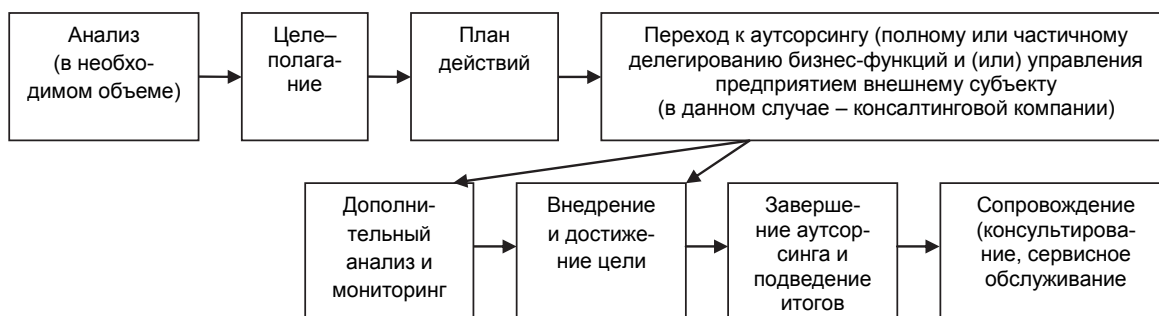 Анализ
(в необхо-
димом объеме)
Целе–
полага-
ние
План
действий
Переход к аутсорсингу (полному или частичному
делегированию бизнес-функций и (или) управления
предприятием внешнему субъекту
(в данном случае – консалтинговой компании)
Дополни-
тельный
анализ и
мониторинг
Внедрение
и достиже-
ние цели
Заверше-
ние аутсор-
синга и
подведение
итогов
Сопровождение
(консультирова-
ние, сервисное
обслуживание